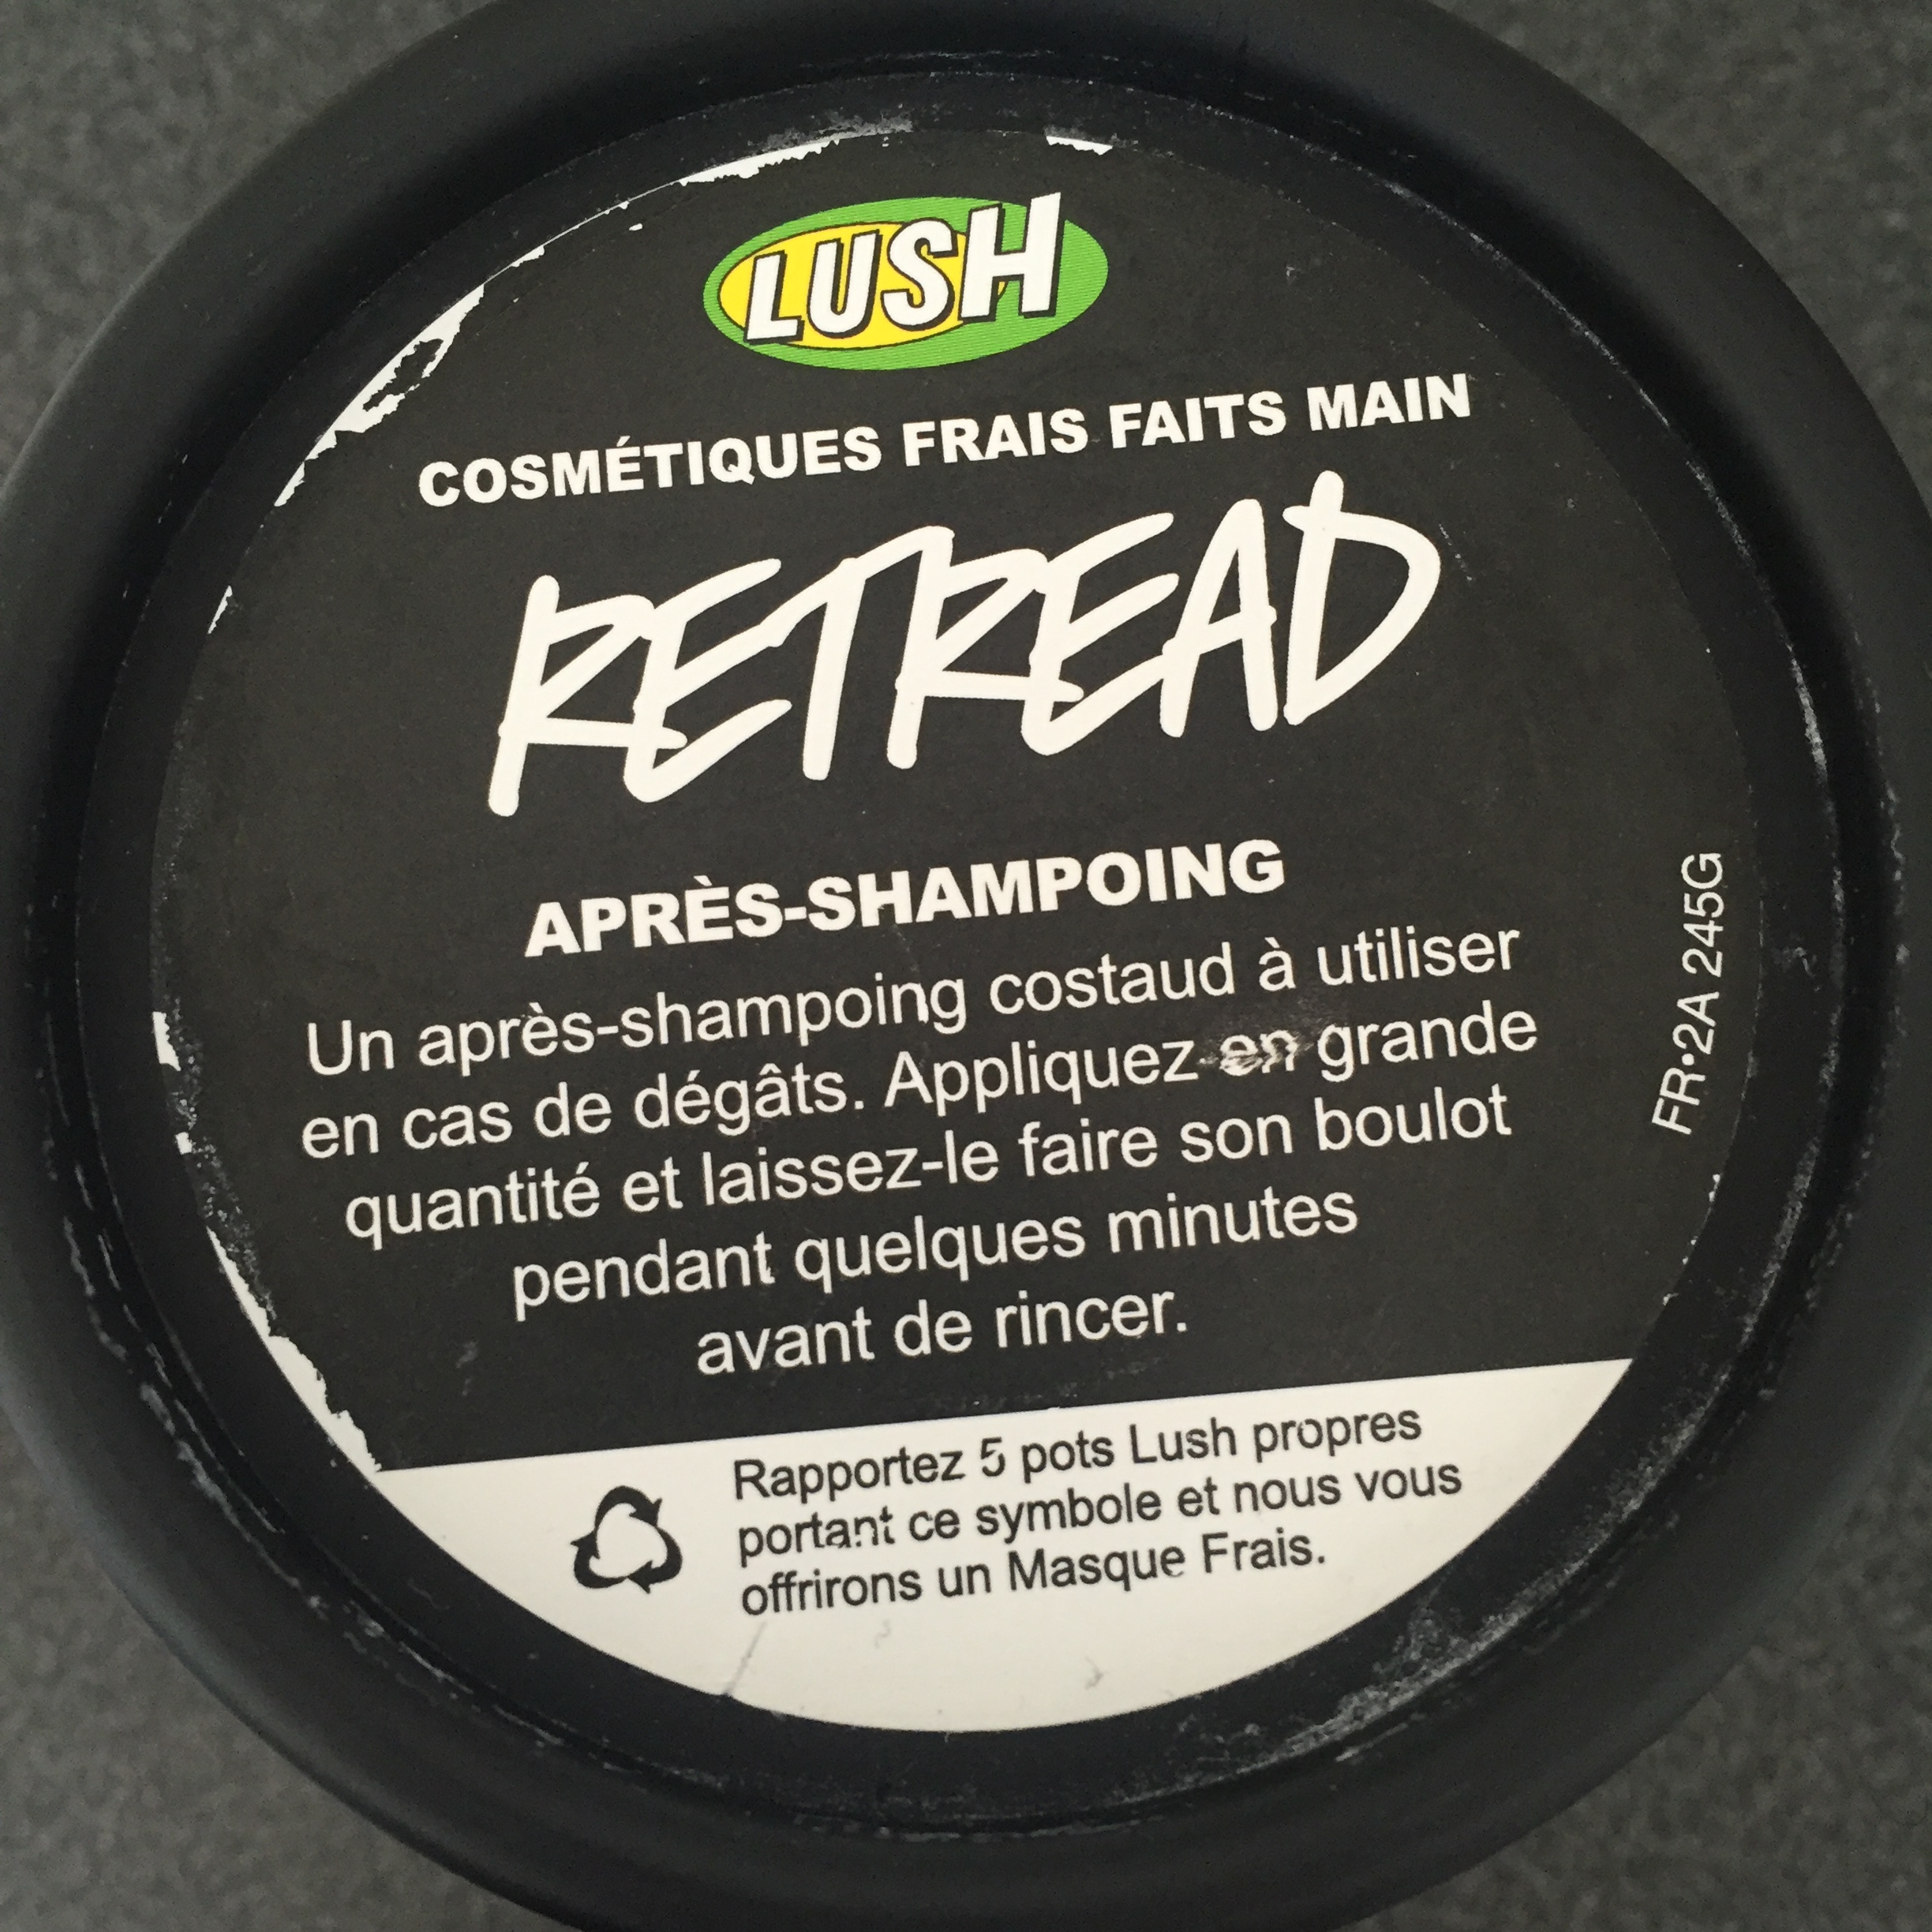 LUSH
COSMÉTIQUES FRAIS FAITS MAIN
RETREAD
APRÈS-SHAMPOING
Un après-shampoing costaud à utiliser
en cas de dégâts. Appliquez en grande
quantité et laissez-le faire son boulot
pendant quelques minutes
avant de rincer.
FR•2A 245G
Rapportez 5 pots Lush propres
portant ce symbole et nous vous
offrirons un Masque Frais.